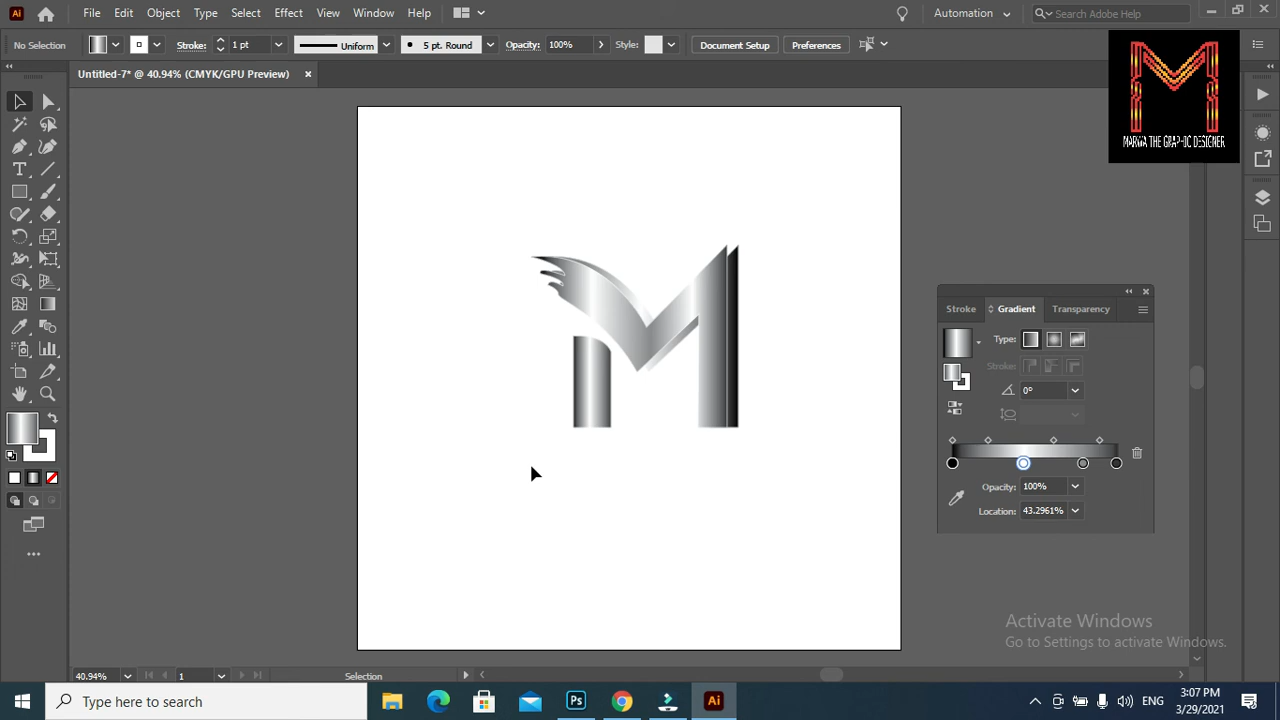 Ai File Edit Object Type Select Effect View Window Help Automation Search Adobe Help
No Selection Stroke: 1 pt Uniform 5 pt. Round Opacity: 100% Style: Document Setup Preferences
Untitled-7* @ 40.94% (CMYK/GPU Preview)
MARWA THE GRAPHIC DESIGNER
Stroke Gradient Transparency
Type:
Stroke:
0°
Opacity: 100%
Location: 43.2961%
Activate Windows
Go to Settings to activate Windows.
40.94% 1 Selection
Type here to search Ps Ai ENG 3:07 PM
3/29/2021